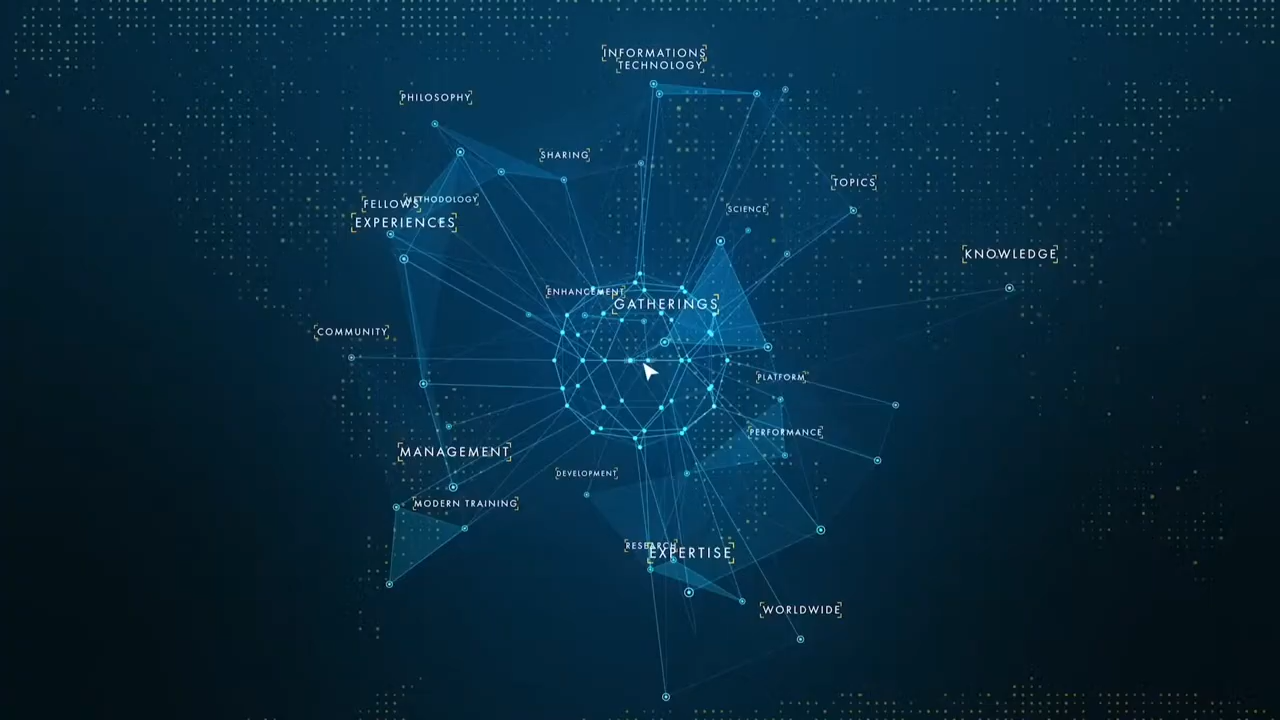 INFORMATIONS
TECHNOLOGY
PHILOSOPHY
SHARING
TOPICS
METHODOLOGY
FELLOWS
SCIENCE
EXPERIENCES
KNOWLEDGE
ENHANCEMENT
GATHERINGS
COMMUNITY
PLATFORM
PERFORMANCE
MANAGEMENT
DEVELOPMENT
MODERN TRAINING
RESEARCH
EXPERTISE
WORLDWIDE